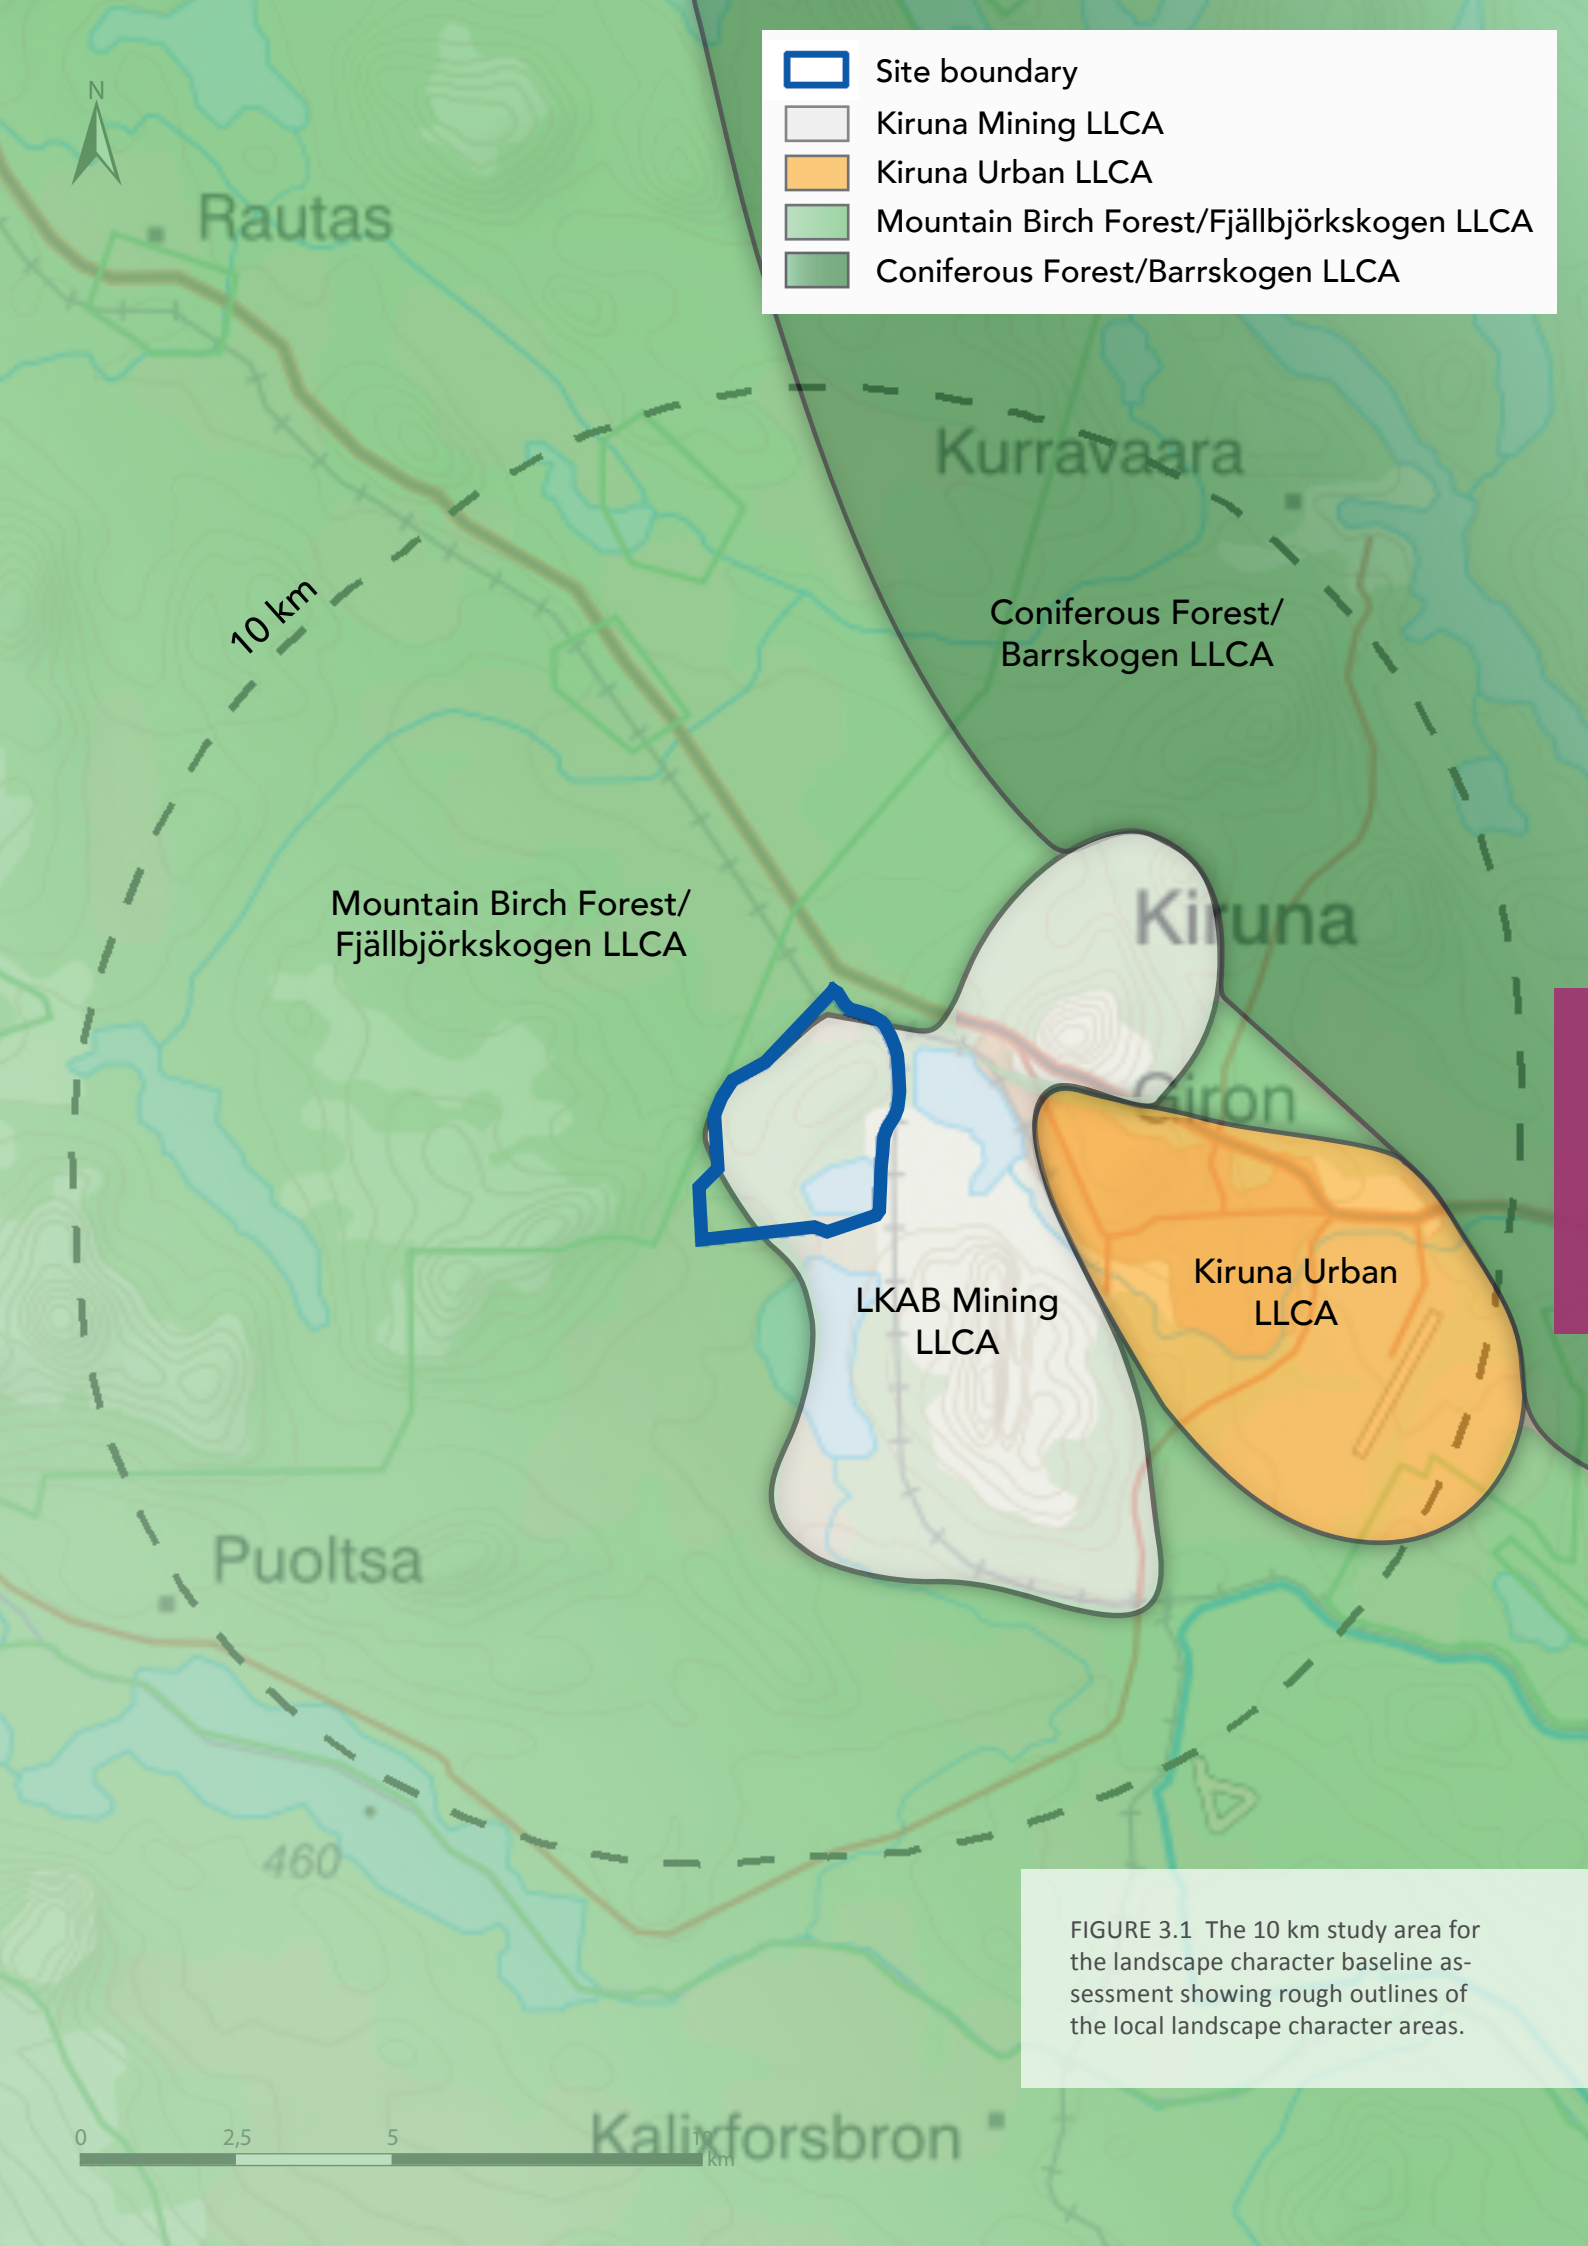 N
Site boundary
Kiruna Mining LLCA
Kiruna Urban LLCA
Mountain Birch Forest/Fjällbjörkskogen LLCA
Coniferous Forest/Barrskogen LLCA
Rautas
Kurravaara
10 km
Coniferous Forest/
Barrskogen LLCA
Mountain Birch Forest/
Fjällbjörkskogen LLCA
Kiruna
Giron
Kiruna Urban
LLCA
LKAB Mining
LLCA
Puoltsa
460
FIGURE 3.1 The 10 km study area for
the landscape character baseline as-
sessment showing rough outlines of
the local landscape character areas.
Kalixforsbron
0 2,5 5 10
km